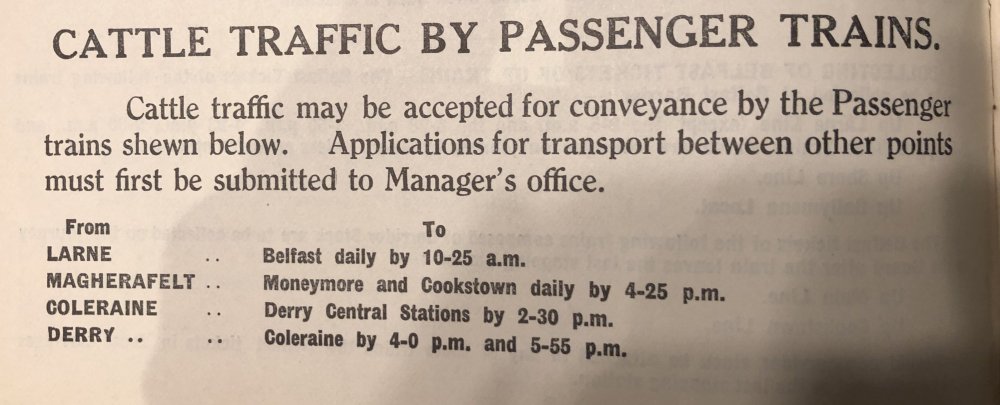 CATTLE TRAFFIC BY PASSENGER TRAINS.
Cattle traffic may be accepted for conveyance by the Passenger
trains shewn below. Applications for transport between other points
must first be submitted to Manager's office.
From To
LARNE .. Belfast daily by 10-25 a.m.
MAGHERAFELT .. Moneymore and Cookstown daily by 4-25 p.m.
COLERAINE .. Derry Central Stations by 2-30 p.m.
DERRY .. .. Coleraine by 4-0 p.m. and 5-55 p.m.